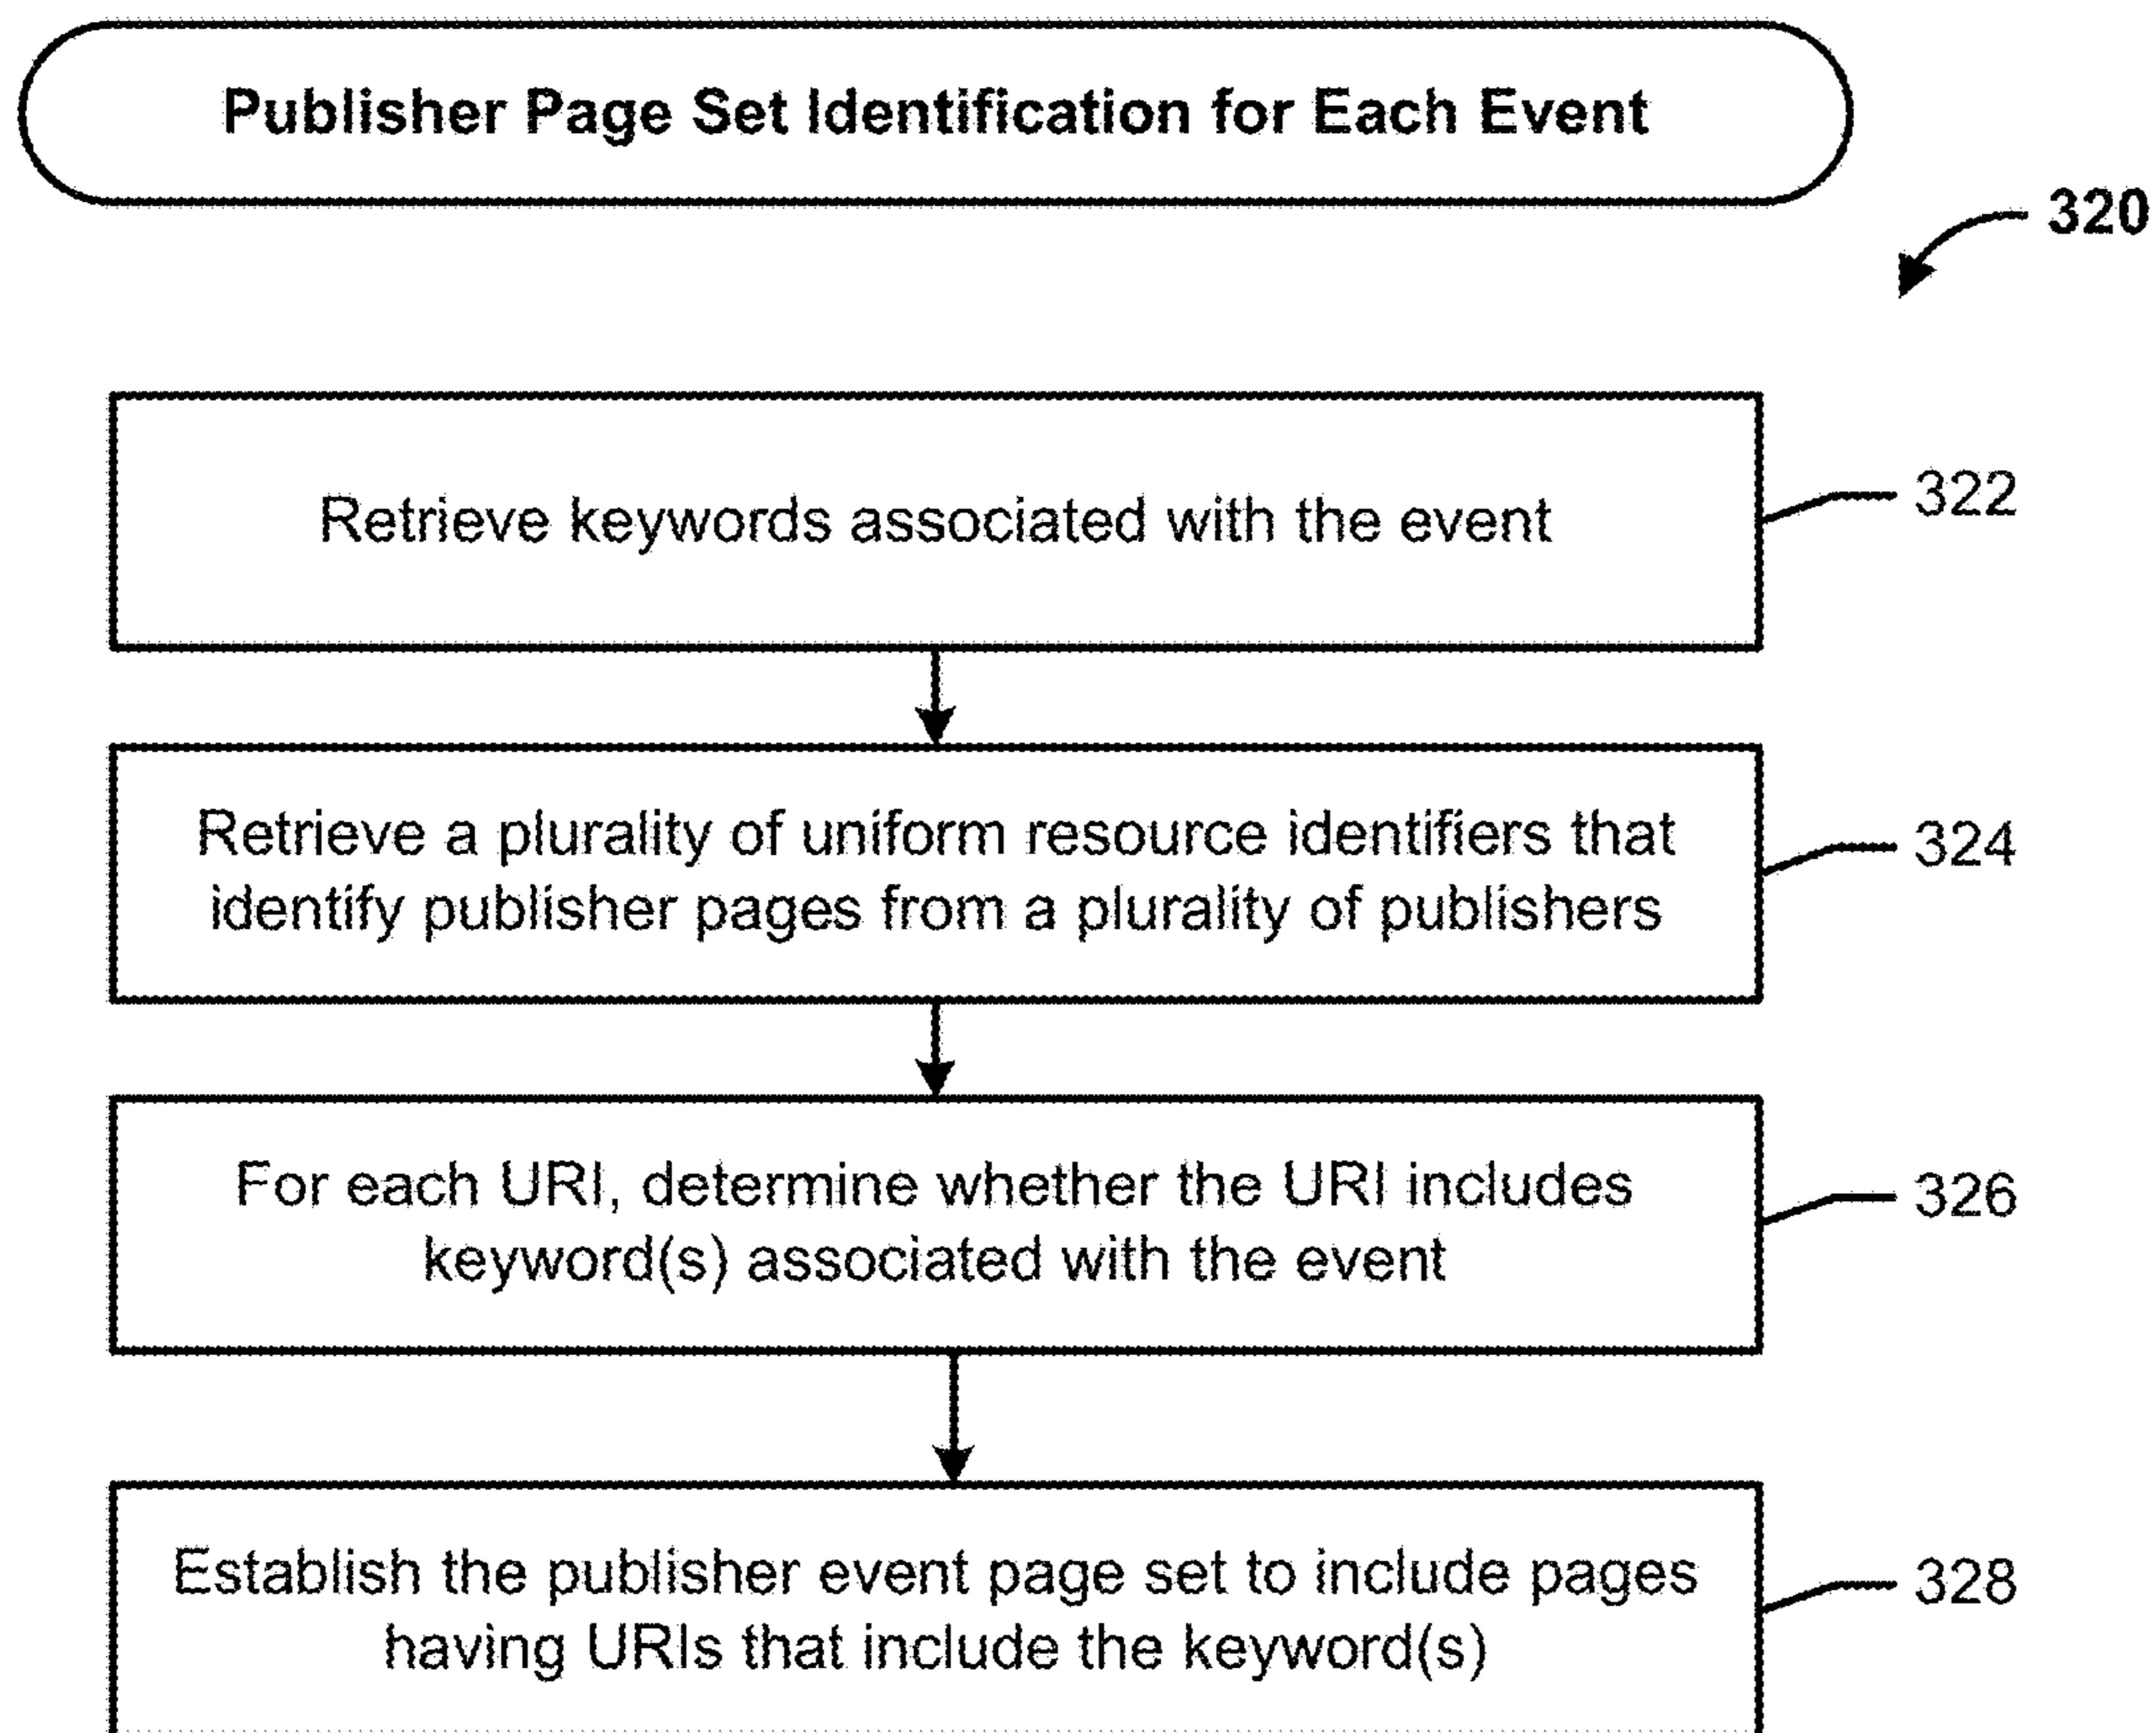 Publisher Page Set Identification for Each Event
320
Retrieve keywords associated with the event
322
Retrieve a plurality of uniform resource identifiers that
identify publisher pages from a plurality of publishers
324
For each URI, determine whether the URI includes
keyword(s) associated with the event
326
Establish the publisher event page set to include pages
having URIs that include the keyword(s)
328